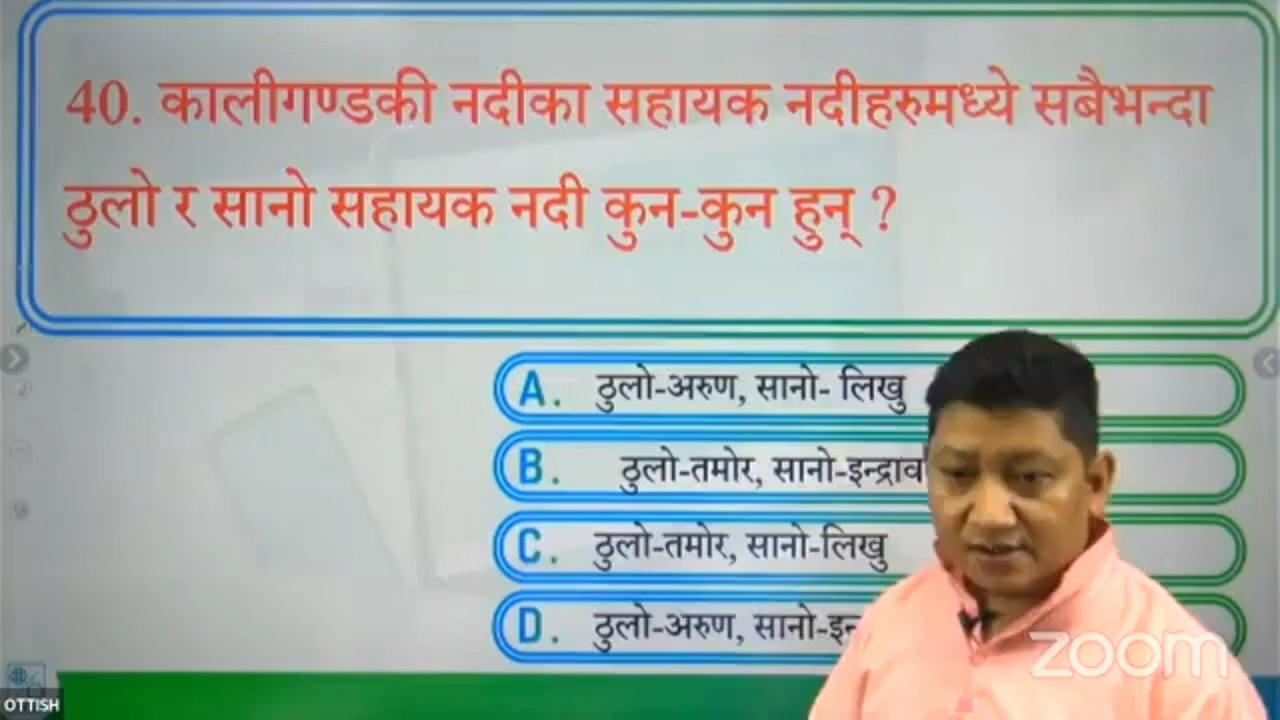 40. कालीगण्डकी नदीका सहायक नदीहरुमध्ये सबैभन्दा
ठुलो र सानो सहायक नदी कुन-कुन हुन् ?
A. ठुलो-अरुण, सानो- लिखु
B. ठुलो-तमोर, सानो-इन्द्राव
C. ठुलो-तमोर, सानो-लिखु
D. ठुलो-अरुण, सानो-इन
zoom
OTTISH